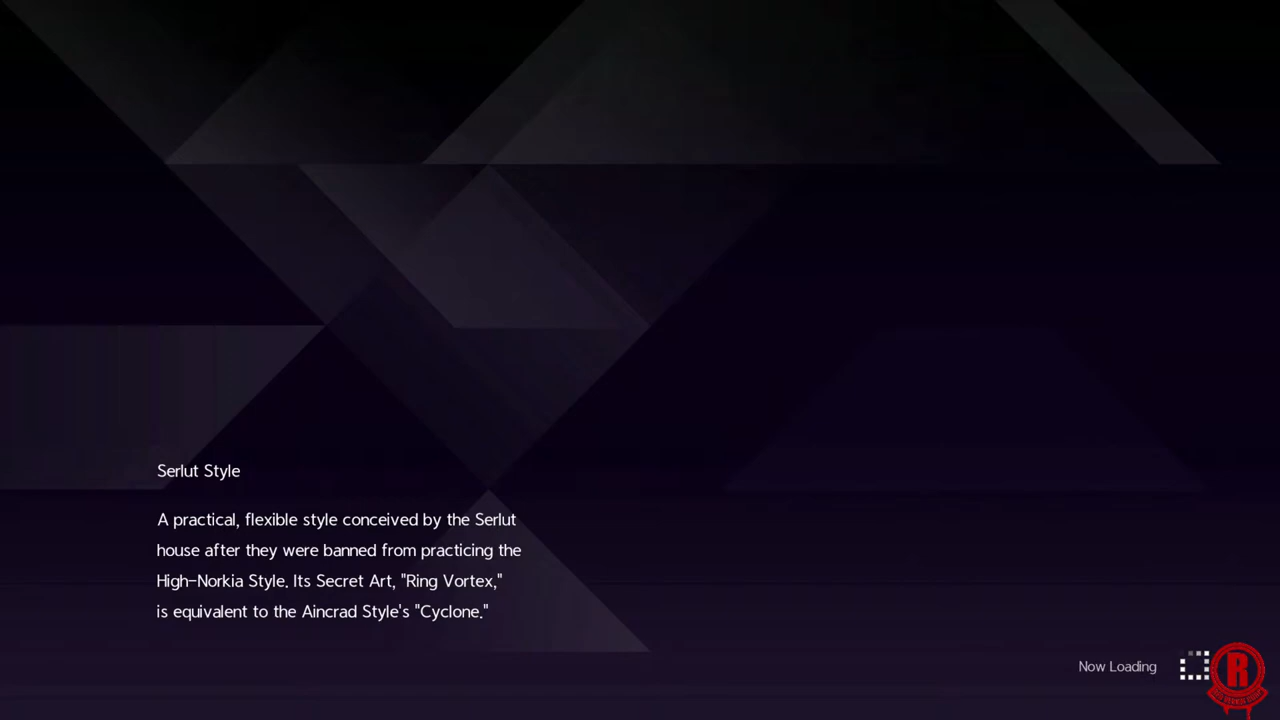 Serlut Style
A practical, flexible style conceived by the Serlut
house after they were banned from practicing the
High-Norkia Style. Its Secret Art, "Ring Vortex,"
is equivalent to the Aincrad Style's "Cyclone."
Now Loading
R